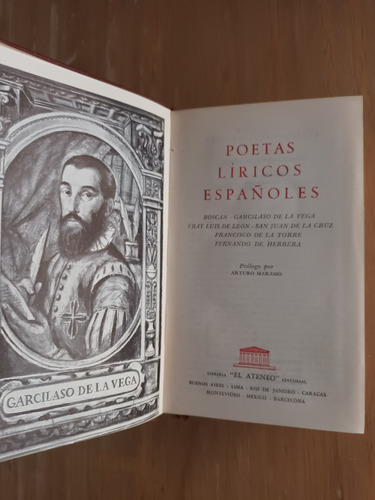 GARCILASO DE LA VEGA
POETAS
LÍRICOS
ESPAÑOLES
BOSCAN - GARCILASO DE LA VEGA
FRAY LUIS DE LEON - SAN JUAN DE LA CRUZ
FRANCISCO DE LA TORRE
FERNANDO DE HERRERA
Prólogo por
ARTURO MARASSO
LIBRERIA "EL ATENEO" EDITORIAL
BUENOS AIRES - LIMA - RIO DE JANEIRO - CARACAS
MONTEVIDEO - MEXICO - BARCELONA